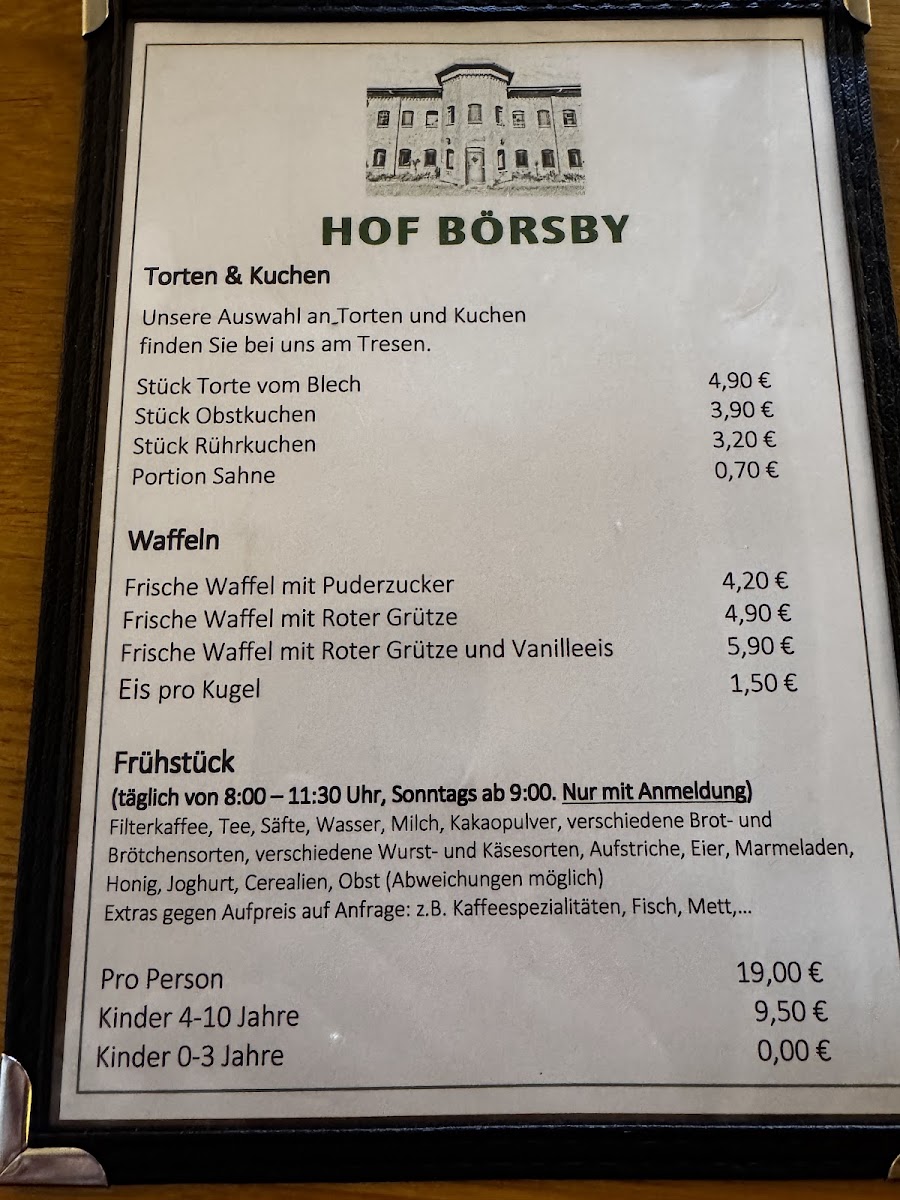 HOF BÖRSBY
Torten & Kuchen
Unsere Auswahl an Torten und Kuchen
finden Sie bei uns am Tresen.
Stück Torte vom Blech 4,90 €
Stück Obstkuchen 3,90 €
Stück Rührkuchen 3,20 €
Portion Sahne 0,70 €
Waffeln
Frische Waffel mit Puderzucker 4,20 €
Frische Waffel mit Roter Grütze 4,90 €
Frische Waffel mit Roter Grütze und Vanilleeis 5,90 €
Eis pro Kugel 1,50 €
Frühstück
(täglich von 8:00 – 11:30 Uhr, Sonntags ab 9:00. Nur mit Anmeldung)
Filterkaffee, Tee, Säfte, Wasser, Milch, Kakaopulver, verschiedene Brot- und
Brötchensorten, verschiedene Wurst- und Käsesorten, Aufstriche, Eier, Marmeladen,
Honig, Joghurt, Cerealien, Obst (Abweichungen möglich)
Extras gegen Aufpreis auf Anfrage: z.B. Kaffeespezialitäten, Fisch, Mett,...
Pro Person 19,00 €
Kinder 4-10 Jahre 9,50 €
Kinder 0-3 Jahre 0,00 €